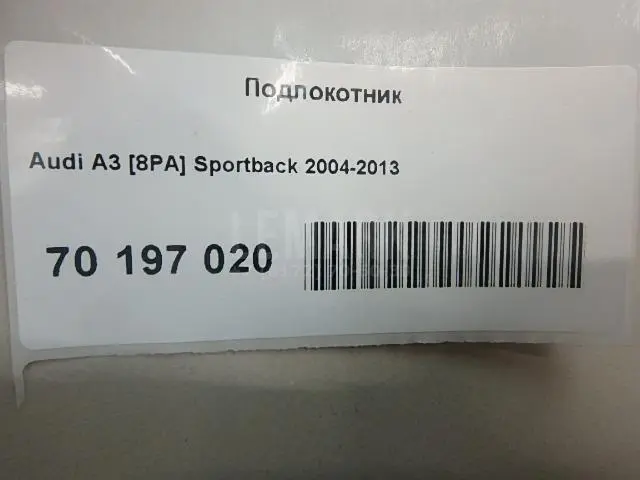 Подлокотник
Audi A3 [8PA] Sportback 2004-2013
70 197 020